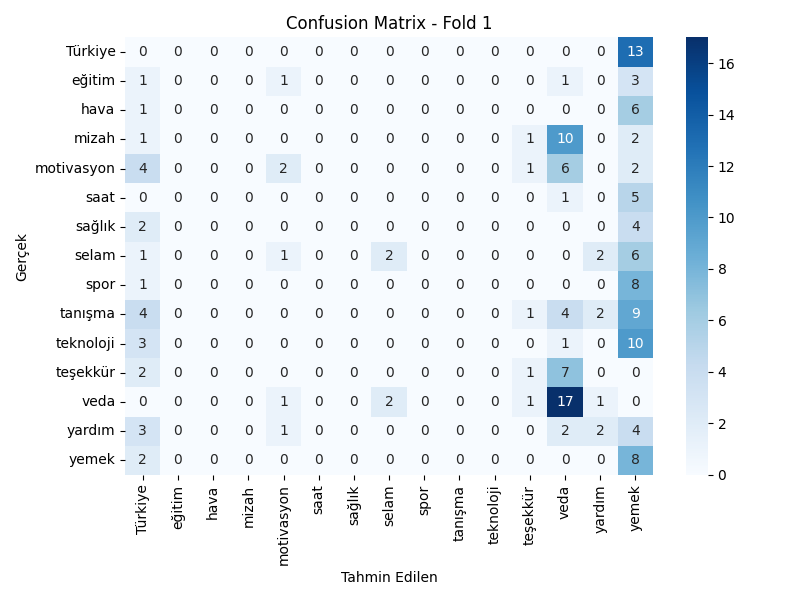 Confusion Matrix - Fold 1
Gerçek
Türkiye 0 0 0 0 0 0 0 0 0 0 0 0 0 0 13
eğitim 1 0 0 0 1 0 0 0 0 0 0 0 1 0 3
hava 1 0 0 0 0 0 0 0 0 0 0 0 0 0 6
mizah 1 0 0 0 0 0 0 0 0 0 0 1 10 0 2
motivasyon 4 0 0 0 2 0 0 0 0 0 0 1 6 0 2
saat 0 0 0 0 0 0 0 0 0 0 0 0 1 0 5
sağlık 2 0 0 0 0 0 0 0 0 0 0 0 0 0 4
selam 1 0 0 0 1 0 0 2 0 0 0 0 0 2 6
spor 1 0 0 0 0 0 0 0 0 0 0 0 0 0 8
tanışma 4 0 0 0 0 0 0 0 0 0 0 1 4 2 9
teknoloji 3 0 0 0 0 0 0 0 0 0 0 0 1 0 10
teşekkür 2 0 0 0 0 0 0 0 0 0 0 1 7 0 0
veda 0 0 0 0 1 0 0 2 0 0 0 1 17 1 0
yardım 3 0 0 0 1 0 0 0 0 0 0 0 2 2 4
yemek 2 0 0 0 0 0 0 0 0 0 0 0 0 0 8
Türkiye eğitim hava mizah motivasyon saat sağlık selam spor tanışma teknoloji teşekkür veda yardım yemek
Tahmin Edilen
16
14
12
10
8
6
4
2
0